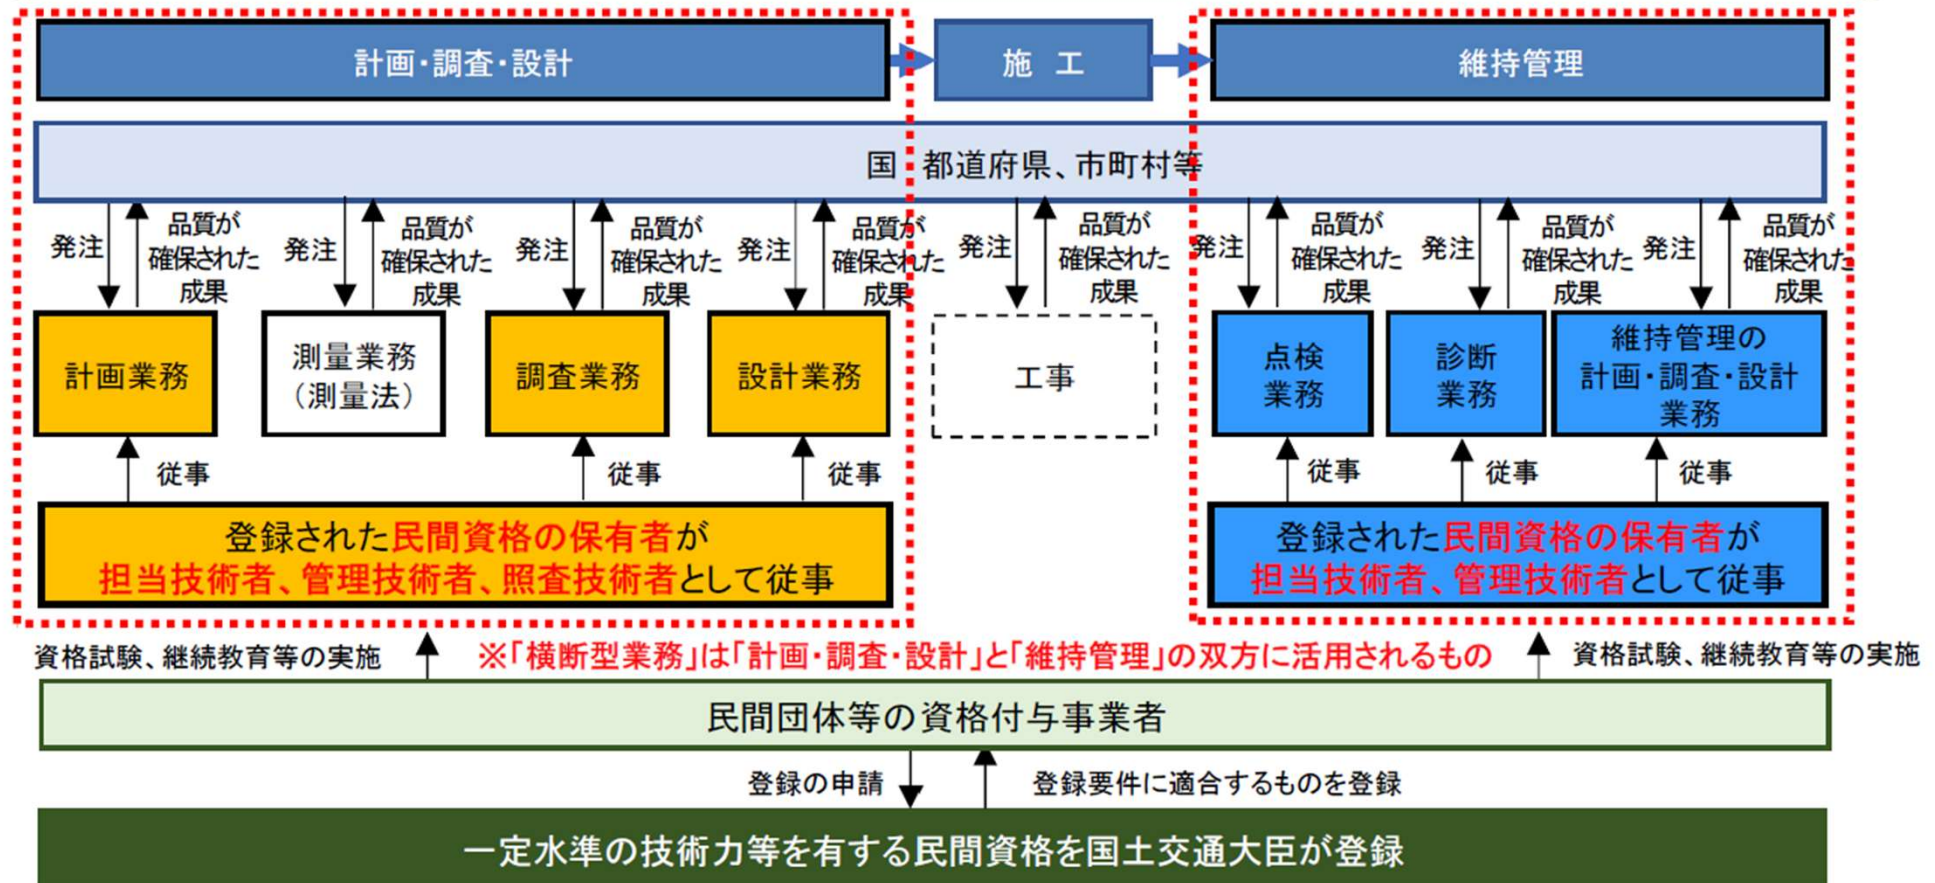 計画・調査・設計
施 工
維持管理
国 都道府県、市町村等
発注
品質が
確保された
成果
発注
品質が
確保された
成果
発注
品質が
確保された
成果
発注
品質が
確保された
成果
発注
品質が
確保された
成果
発注
品質が
確保された
成果
発注
品質が
確保された
成果
発注
品質が
確保された
成果
計画業務
測量業務
(測量法)
調査業務
設計業務
工事
点検
業務
診断
業務
維持管理の
計画・調査・設計
業務
従事
従事
従事
従事
従事
従事
登録された民間資格の保有者が
担当技術者、管理技術者、照査技術者として従事
登録された民間資格の保有者が
担当技術者、管理技術者として従事
資格試験、継続教育等の実施
※「横断型業務」は「計画・調査・設計」と「維持管理」の双方に活用されるもの
資格試験、継続教育等の実施
民間団体等の資格付与事業者
登録の申請
登録要件に適合するものを登録
一定水準の技術力等を有する民間資格を国土交通大臣が登録